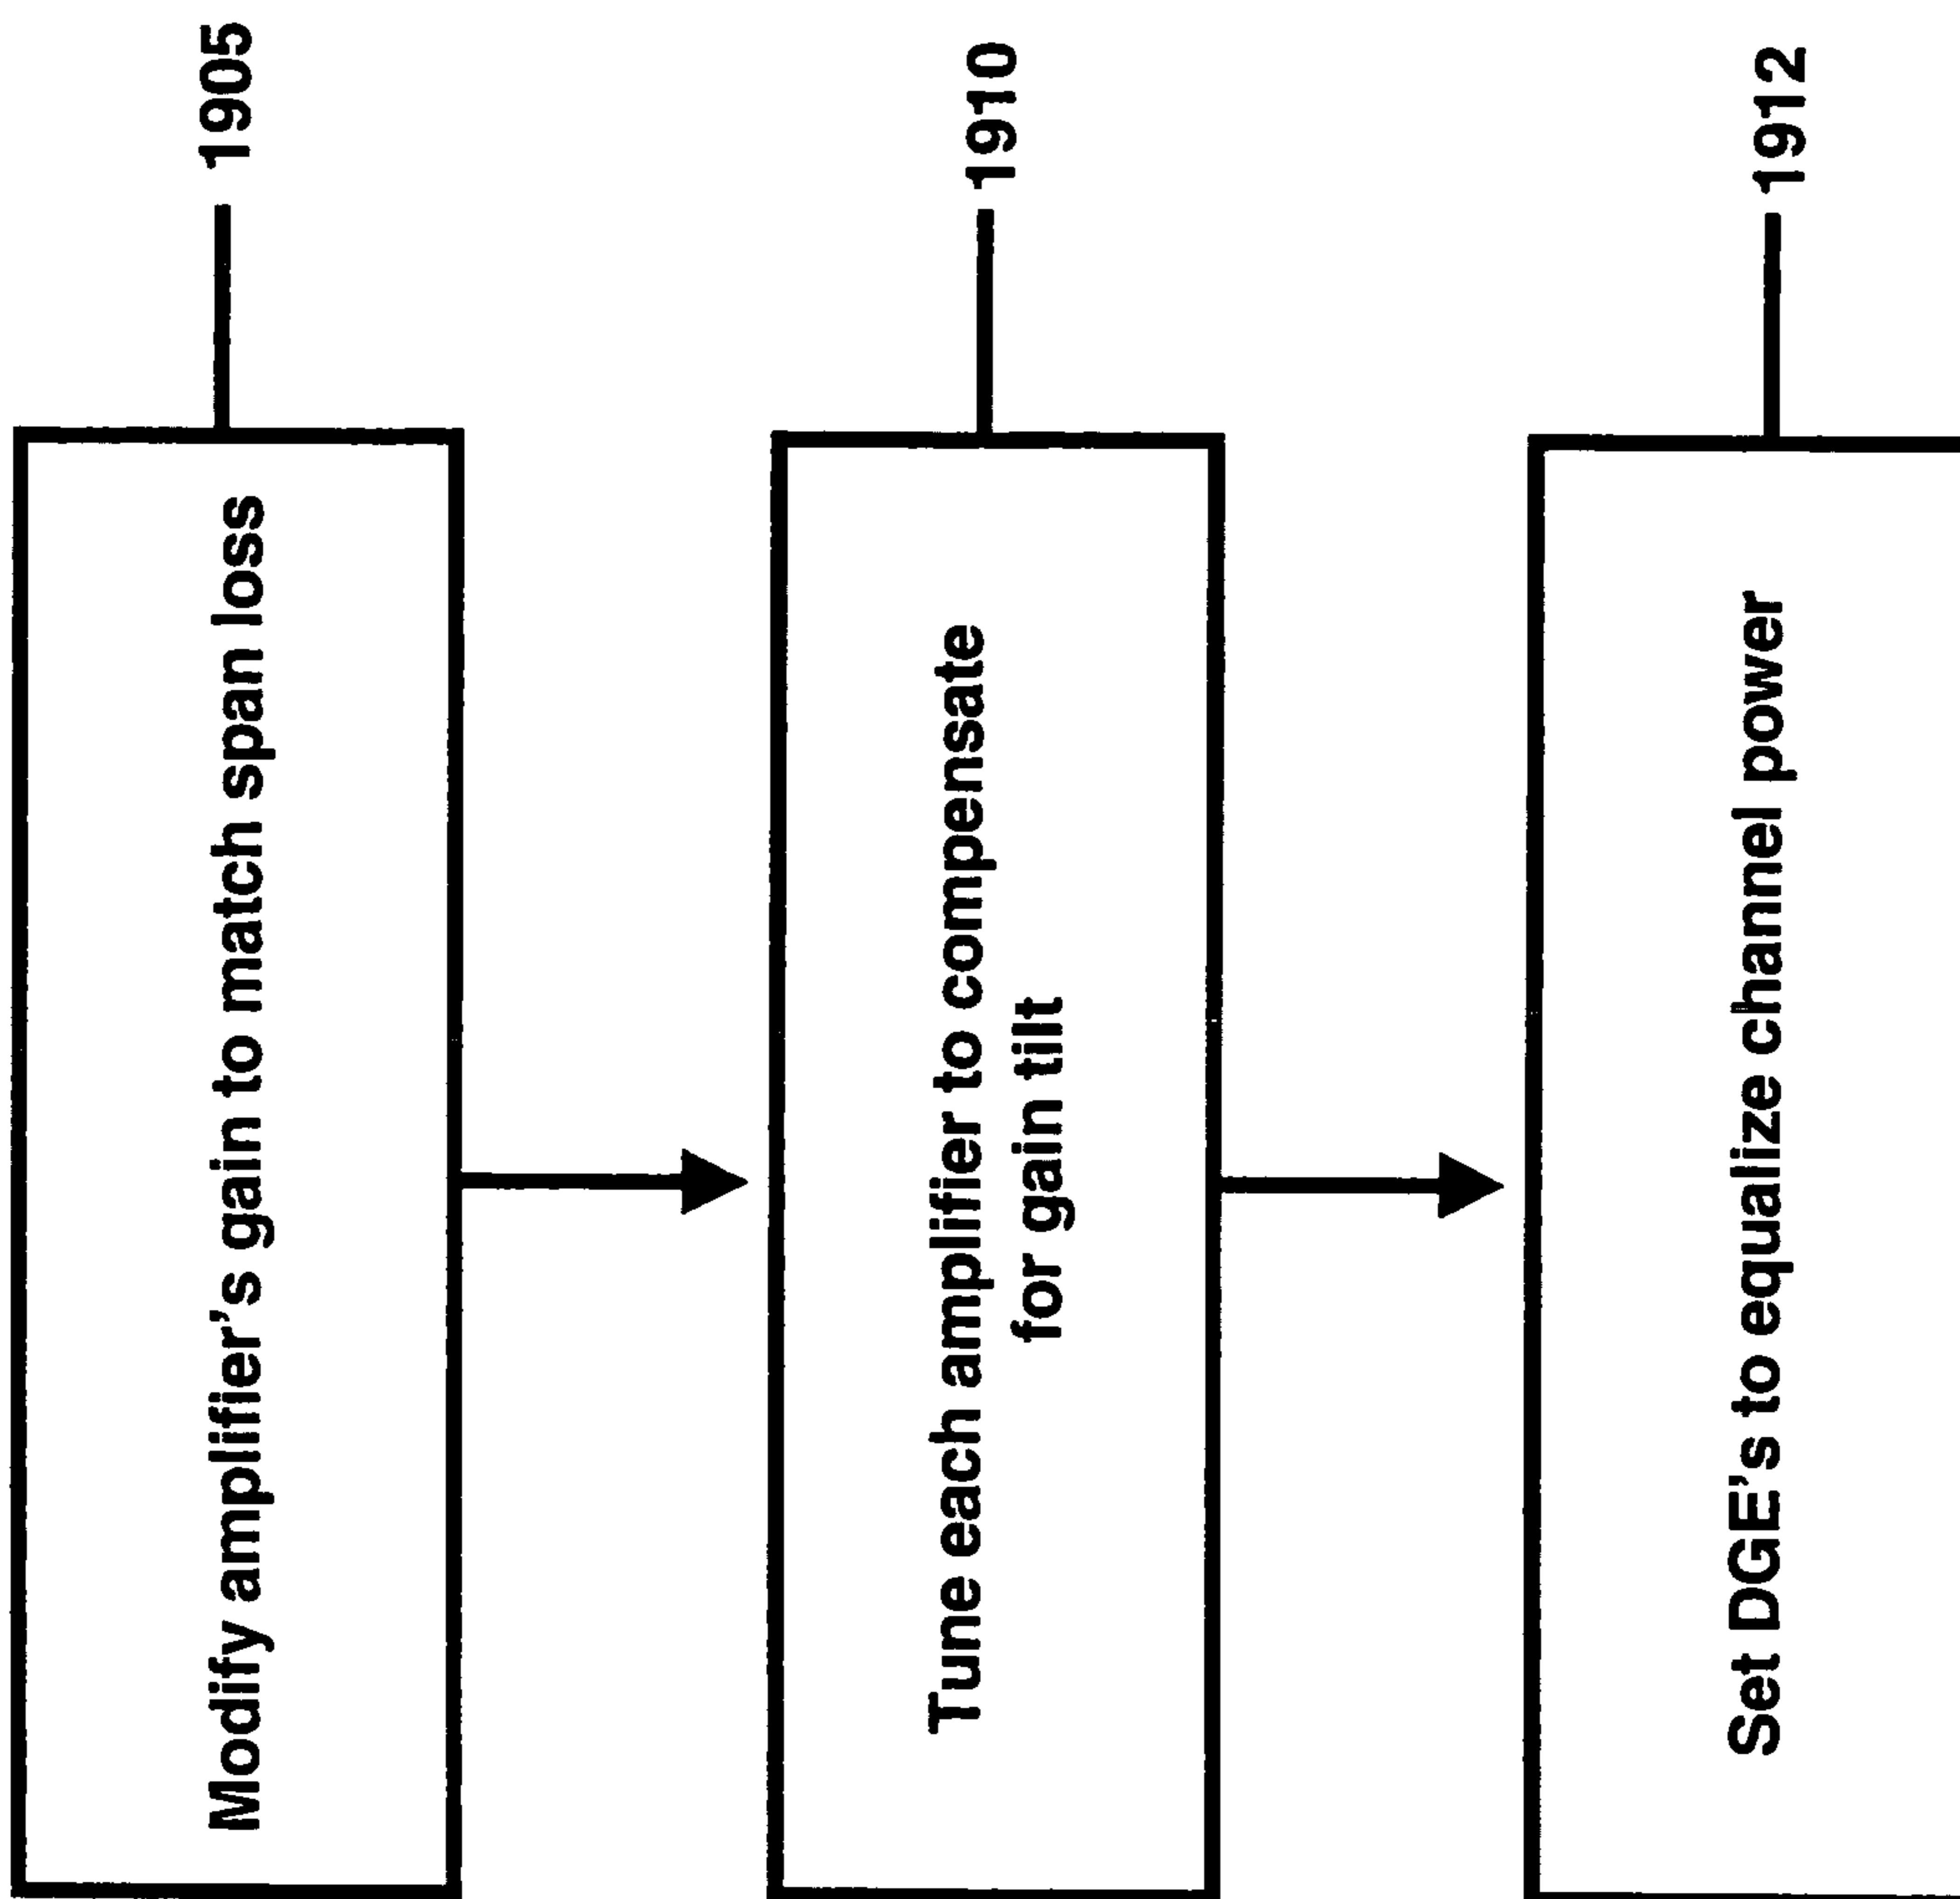 Modify amplifier's gain to match span loss
1905
Tune each amplifier to compensate
for gain tilt
1910
Set DGE's to equalize channel power
1912